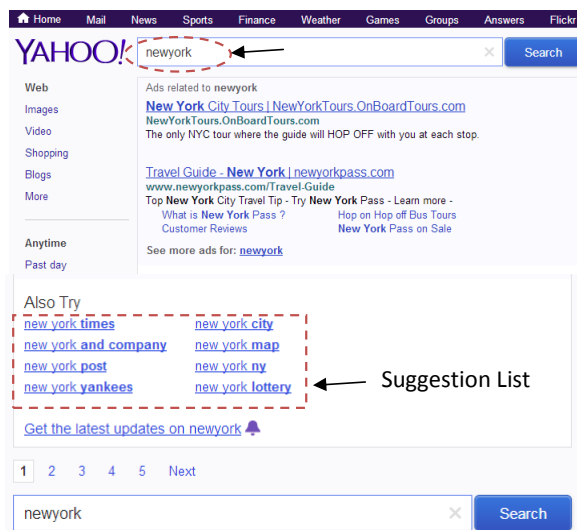 Home Mail News Sports Finance Weather Games Groups Answers Flickr
YAHOO! newyork × Search
Web
Images
Video
Shopping
Blogs
More
Anytime
Past day
Ads related to newyork
New York City Tours | NewYorkTours.OnBoardTours.com
NewYorkTours.OnBoardTours.com
The only NYC tour where the guide will HOP OFF with you at each stop.
Travel Guide - New York | newyorkpass.com
www.newyorkpass.com/Travel-Guide
Top New York City Travel Tip - Try New York Pass - Learn more -
What is New York Pass ? Hop on Hop off Bus Tours
Customer Reviews New York Pass on Sale
See more ads for: newyork
Also Try
new york times new york city
new york and company new york map
new york post new york ny
new york yankees new york lottery
Suggestion List
Get the latest updates on newyork
1 2 3 4 5 Next
newyork × Search